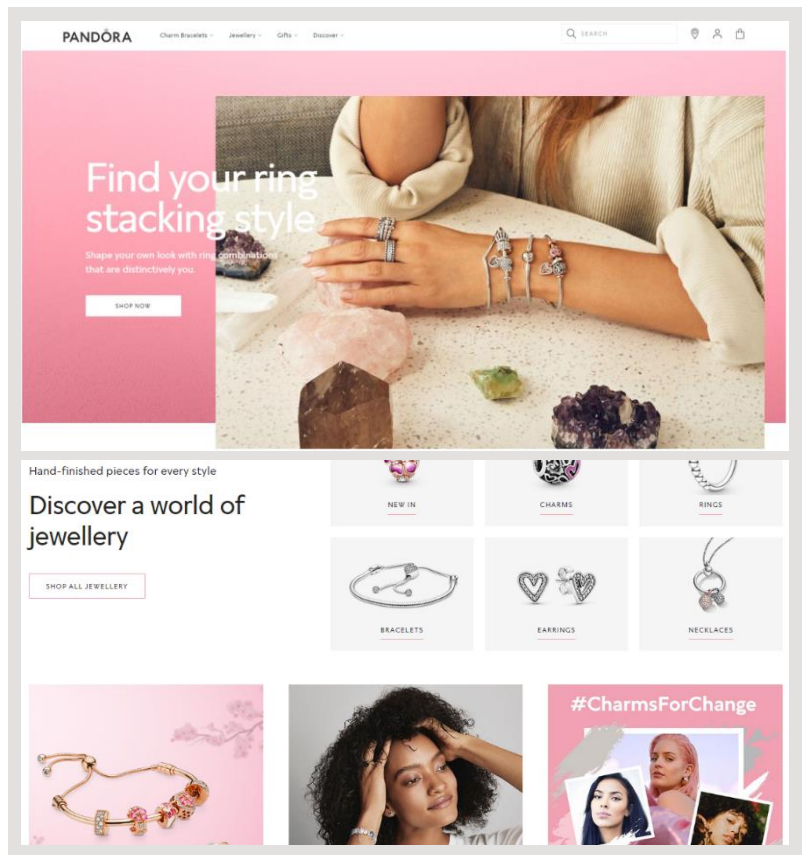 PANDÖRA
Charm Bracelets
Jewellery
Gifts
Discover
SEARCH
Find your ring
stacking style
Shape your own look with ring combinations
that are distinctively you.
SHOP NOW
Hand-finished pieces for every style
Discover a world of
jewellery
SHOP ALL JEWELLERY
NEW IN
CHARMS
RINGS
BRACELETS
EARRINGS
NECKLACES
#CharmsForChange